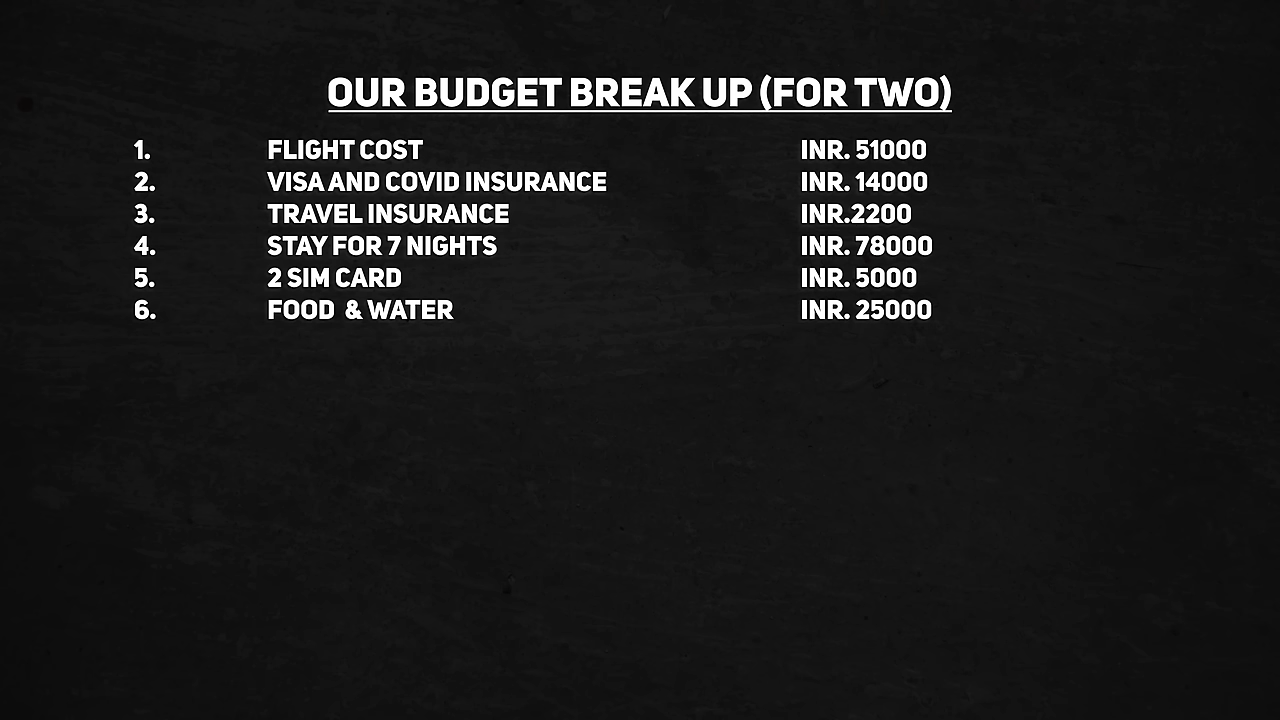 OUR BUDGET BREAK UP (FOR TWO)
1. FLIGHT COST INR. 51000
2. VISA AND COVID INSURANCE INR. 14000
3. TRAVEL INSURANCE INR.2200
4. STAY FOR 7 NIGHTS INR. 78000
5. 2 SIM CARD INR. 5000
6. FOOD & WATER INR. 25000